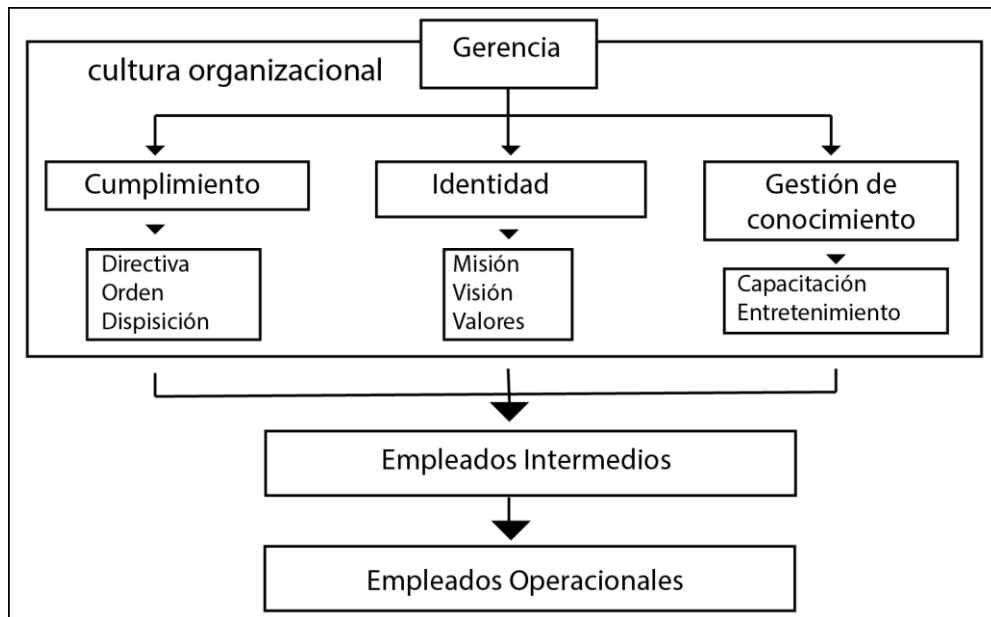 Gerencia
cultura organizacional
Cumplimiento
Identidad
Gestión de
conocimiento
Directiva
Orden
Dispisición
Misión
Visión
Valores
Capacitación
Entretenimiento
Empleados Intermedios
Empleados Operacionales